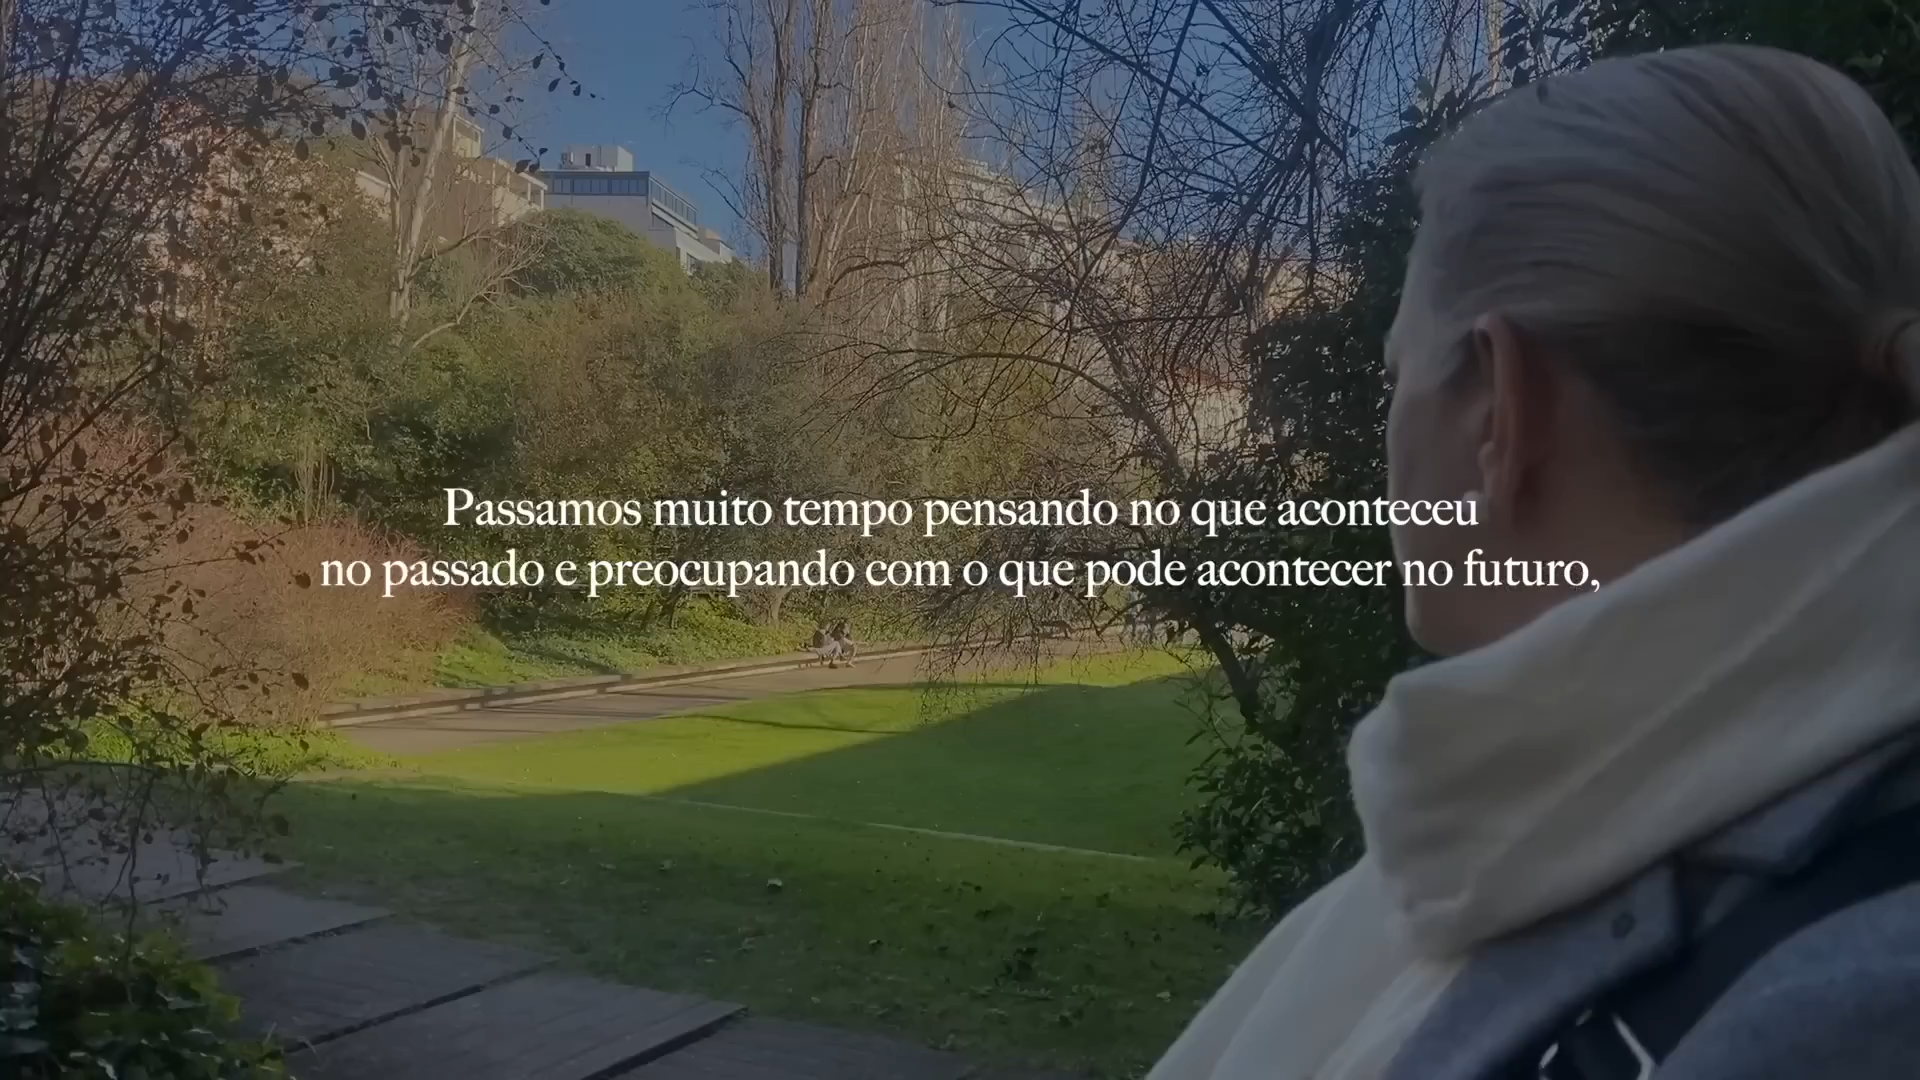 Passamos muito tempo pensando no que aconteceu
no passado e preocupando com o que pode acontecer no futuro,